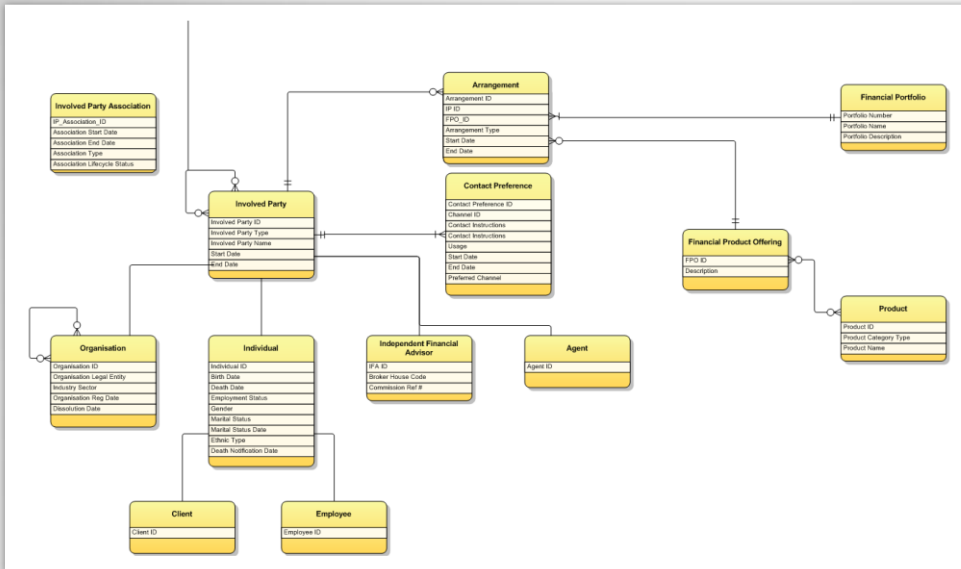 Involved Party Association
IP_Association_ID
Association Start Date
Association End Date
Association Type
Association Lifecycle Status
Arrangement
Arrangement ID
IP ID
FPO_ID
Arrangement Type
Start Date
End Date
Financial Portfolio
Portfolio Number
Portfolio Name
Portfolio Description
Involved Party
Involved Party ID
Involved Party Type
Involved Party Name
Start Date
End Date
Contact Preference
Contact Preference ID
Channel ID
Contact Instructions
Contact Instructions
Usage
Start Date
End Date
Preferred Channel
Financial Product Offering
FPO ID
Description
Product
Product ID
Product Category Type
Product Name
Organisation
Organisation ID
Organisation Legal Entity
Industry Sector
Organisation Reg Date
Dissolution Date
Individual
Individual ID
Birth Date
Death Date
Employment Status
Gender
Marital Status
Marital Status Date
Ethnic Type
Death Notification Date
Independent Financial
Advisor
IFA ID
Broker House Code
Commission Ref #
Agent
Agent ID
Client
Client ID
Employee
Employee ID